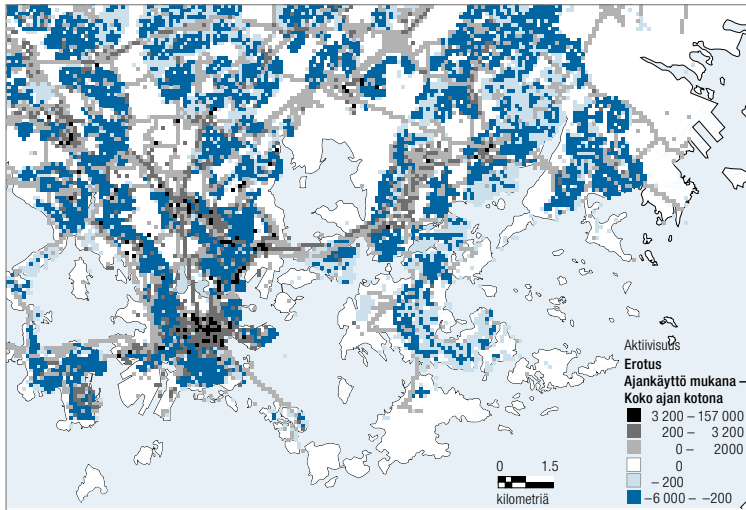 Aktiivisuus
Erotus
Ajankäyttö mukana –
Koko ajan kotona
3 200 – 157 000
200 – 3 200
0 – 2000
0
– 200
–6 000 – –200
0 1.5
kilometriä